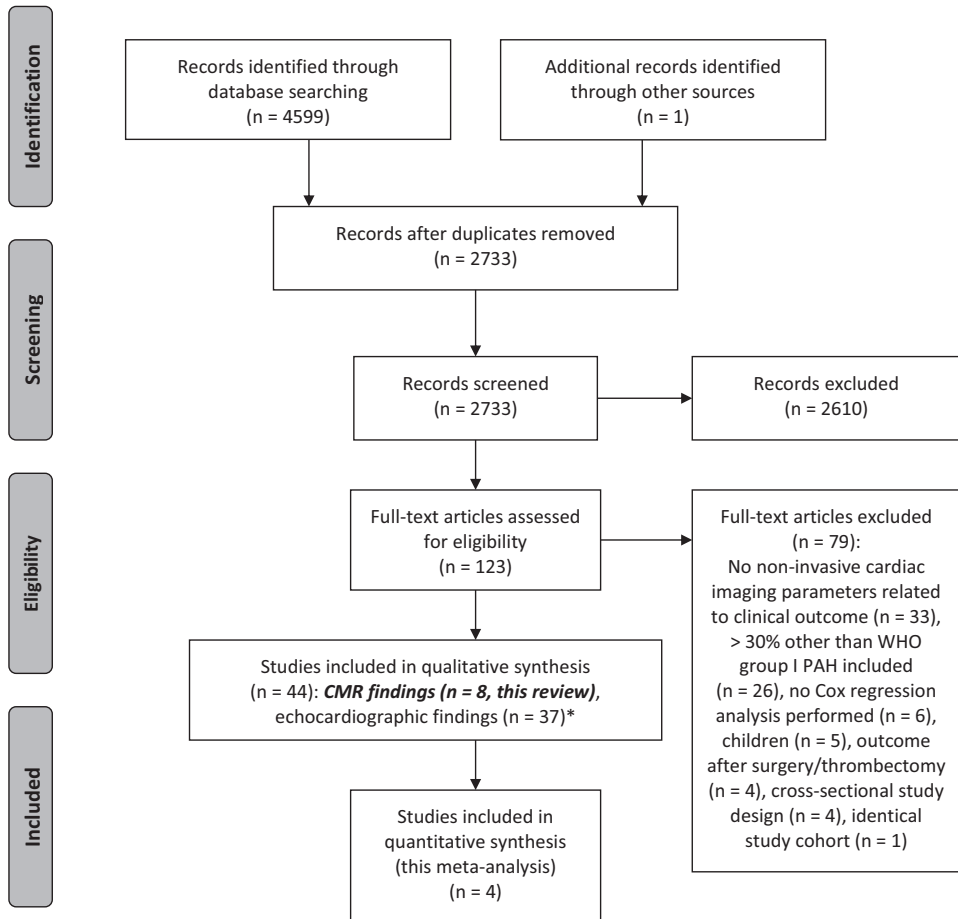 Identification
Records identified through
database searching
(n = 4599)
Additional records identified
through other sources
(n = 1)
Records after duplicates removed
(n = 2733)
Screening
Records screened
(n = 2733)
Records excluded
(n = 2610)
Eligibility
Full-text articles assessed
for eligibility
(n = 123)
Full-text articles excluded
(n = 79):
No non-invasive cardiac
imaging parameters related
to clinical outcome (n = 33),
> 30% other than WHO
group I PAH included
(n = 26), no Cox regression
analysis performed (n = 6),
children (n = 5), outcome
after surgery/thrombectomy
(n = 4), cross-sectional study
design (n = 4), identical
study cohort (n = 1)
Studies included in qualitative synthesis
(n = 44): CMR findings (n = 8, this review),
echocardiographic findings (n = 37)*
Included
Studies included in
quantitative synthesis
(this meta-analysis)
(n = 4)